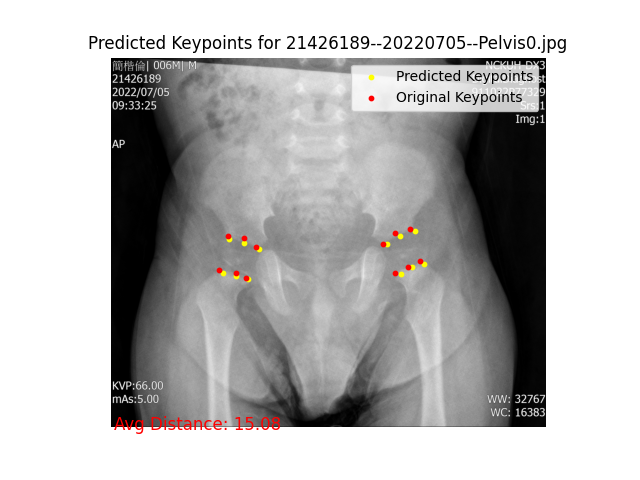 Predicted Keypoints for 21426189--20220705--Pelvis0.jpg
簡楷倫| 006M| M
21426189
2022/07/05
09:33:25
AP
NCKUH-DX3
Predicted Keypoints
Original Keypoints
Srs:1
Img:1
KVP:66.00
mAs:5.00
WW: 32767
WC: 16383
Avg Distance: 15.08